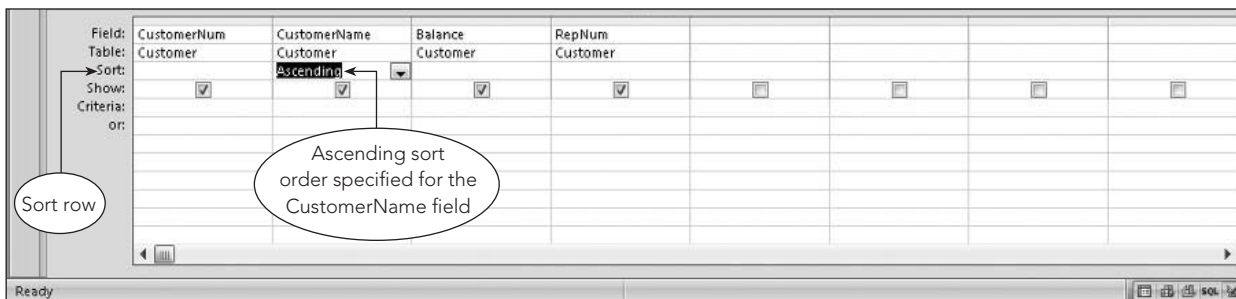 Field: CustomerNum CustomerName Balance RepNum
Table: Customer Customer Customer Customer
Sort: Ascending
Show:
Criteria:
or:
Ascending sort
order specified for the
CustomerName field
Sort row
Ready
SQL